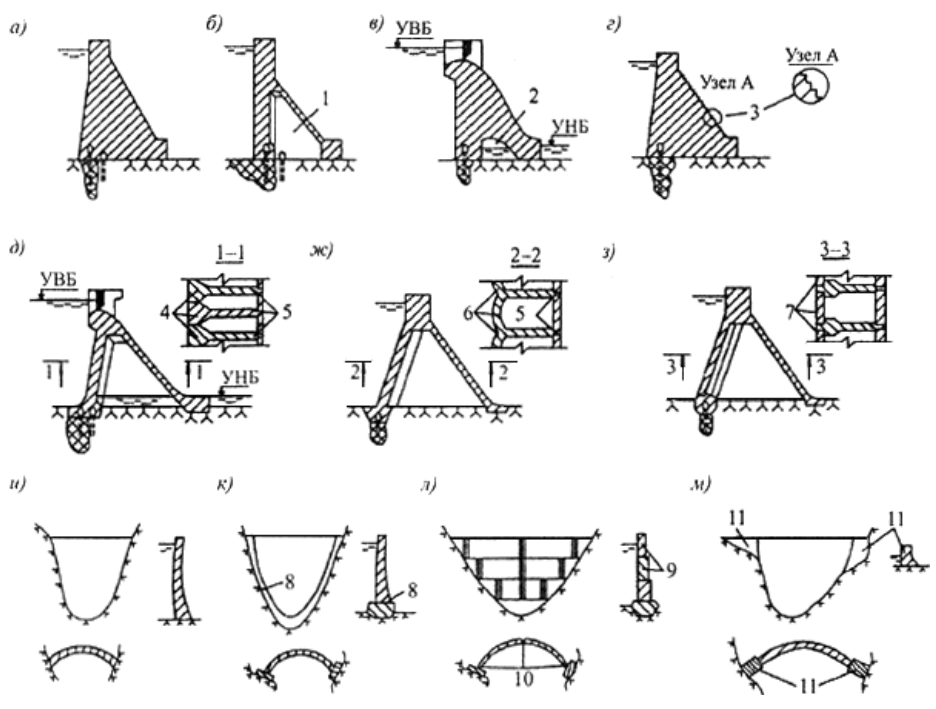 а)
б)
1
в)
УВБ
2
УНБ
г)
Узел А
Узел А
3
д)
УВБ
1–1
4
5
1
1
УНБ
ж)
2–2
6
5
2
2
з)
3–3
7
3
3
и)
к)
8
8
л)
9
10
м)
11
11
11